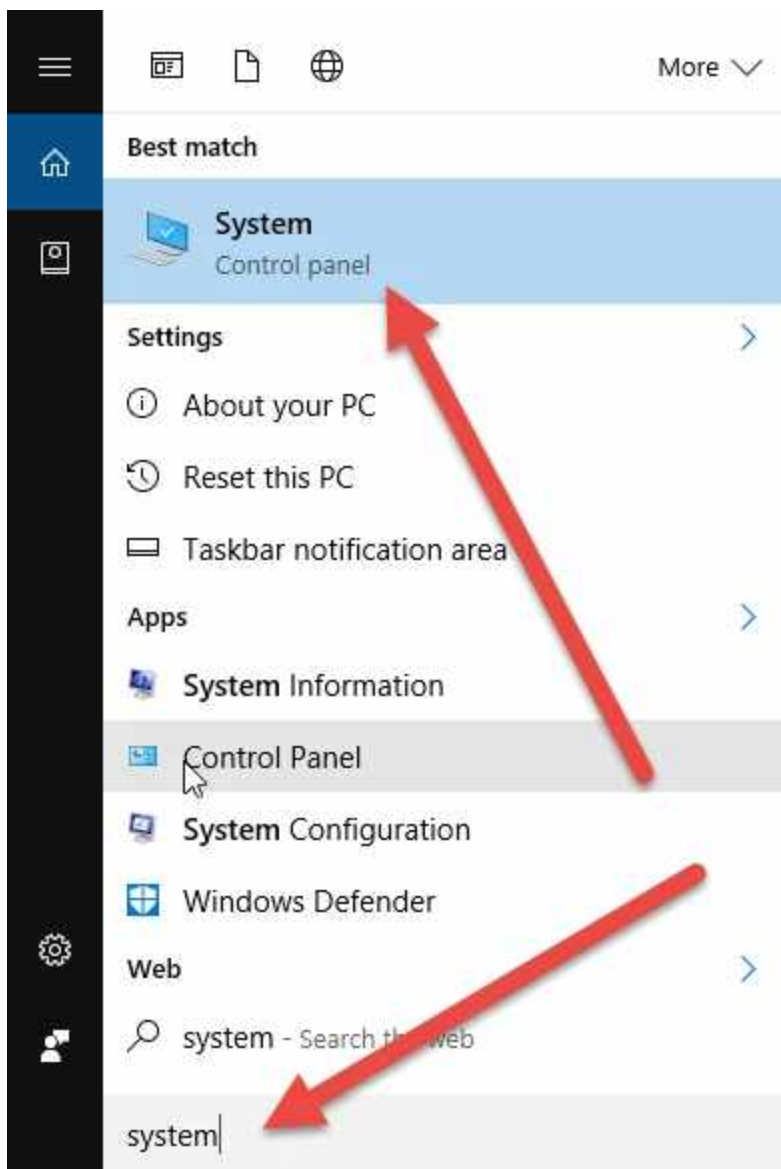 More
Best match
System
Control panel
Settings
About your PC
Reset this PC
Taskbar notification area
Apps
System Information
Control Panel
System Configuration
Windows Defender
Web
system - Search the web
system